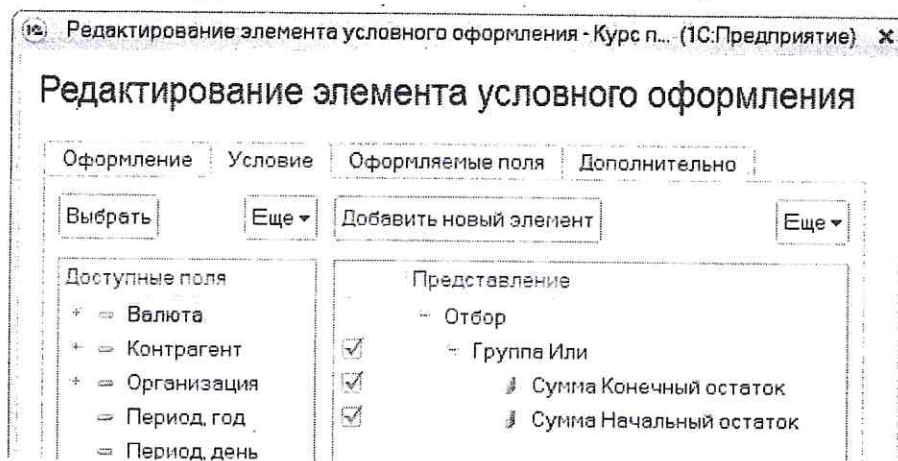 Редактирование элемента условного оформления - Курс п... (1С:Предприятие)
Редактирование элемента условного оформления
Оформление Условие Оформляемые поля Дополнительно
Выбрать Еще Добавить новый элемент Еще
Доступные поля Представление
Валюта Отбор
Контрагент Группа Или
Организация Сумма Конечный остаток
Период, год Сумма Начальный остаток
Период, день